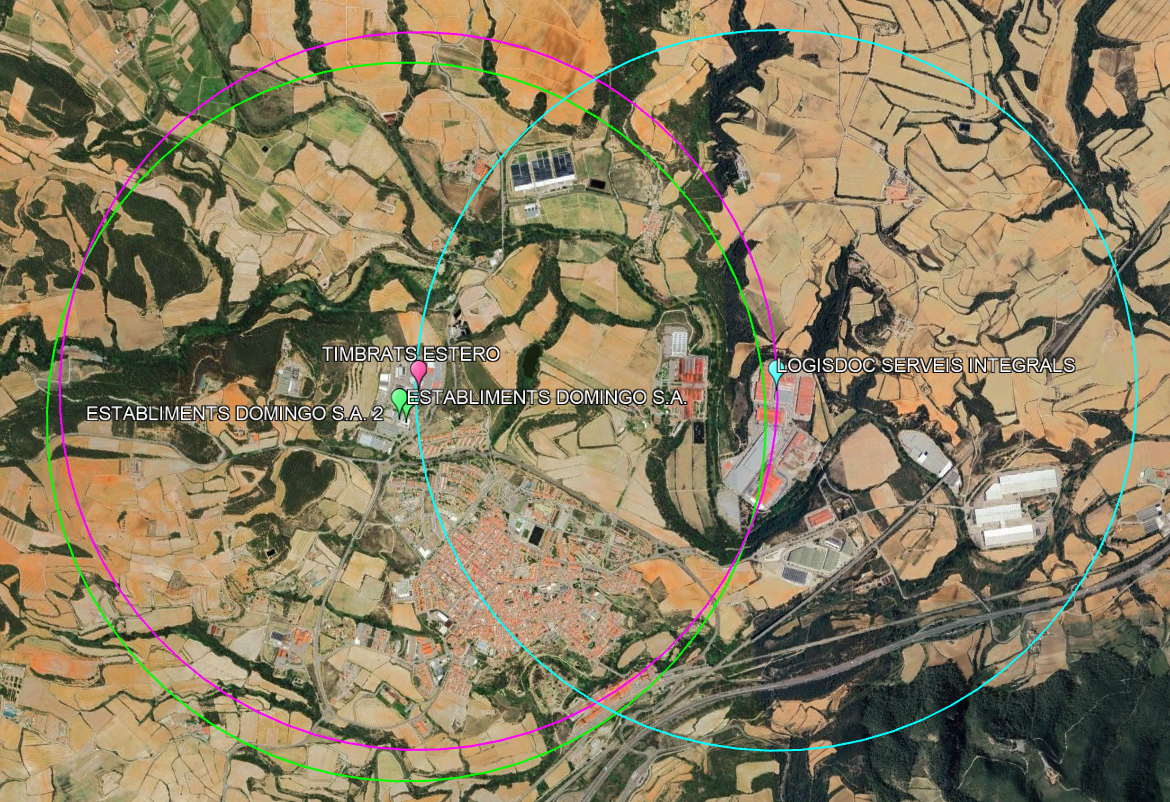 TIMBRATS ESTERO
LOGISDOC SERVEIS INTEGRALS
ESTABLIMENTS DOMINGO S.A.
ESTABLIMENTS DOMINGO S.A. 2